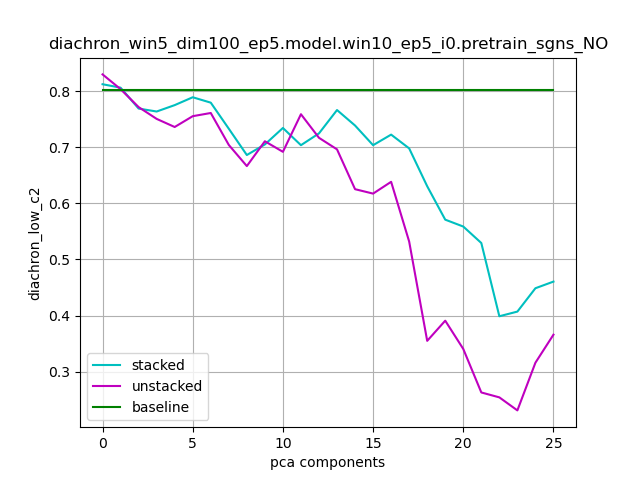 diachron_win5_dim100_ep5.model.win10_ep5_i0.pretrain_sgns_NO
0.8
0.7
0.6
0.5
0.4
0.3
diachron_low_c2
stacked
unstacked
baseline
0 5 10 15 20 25
pca components